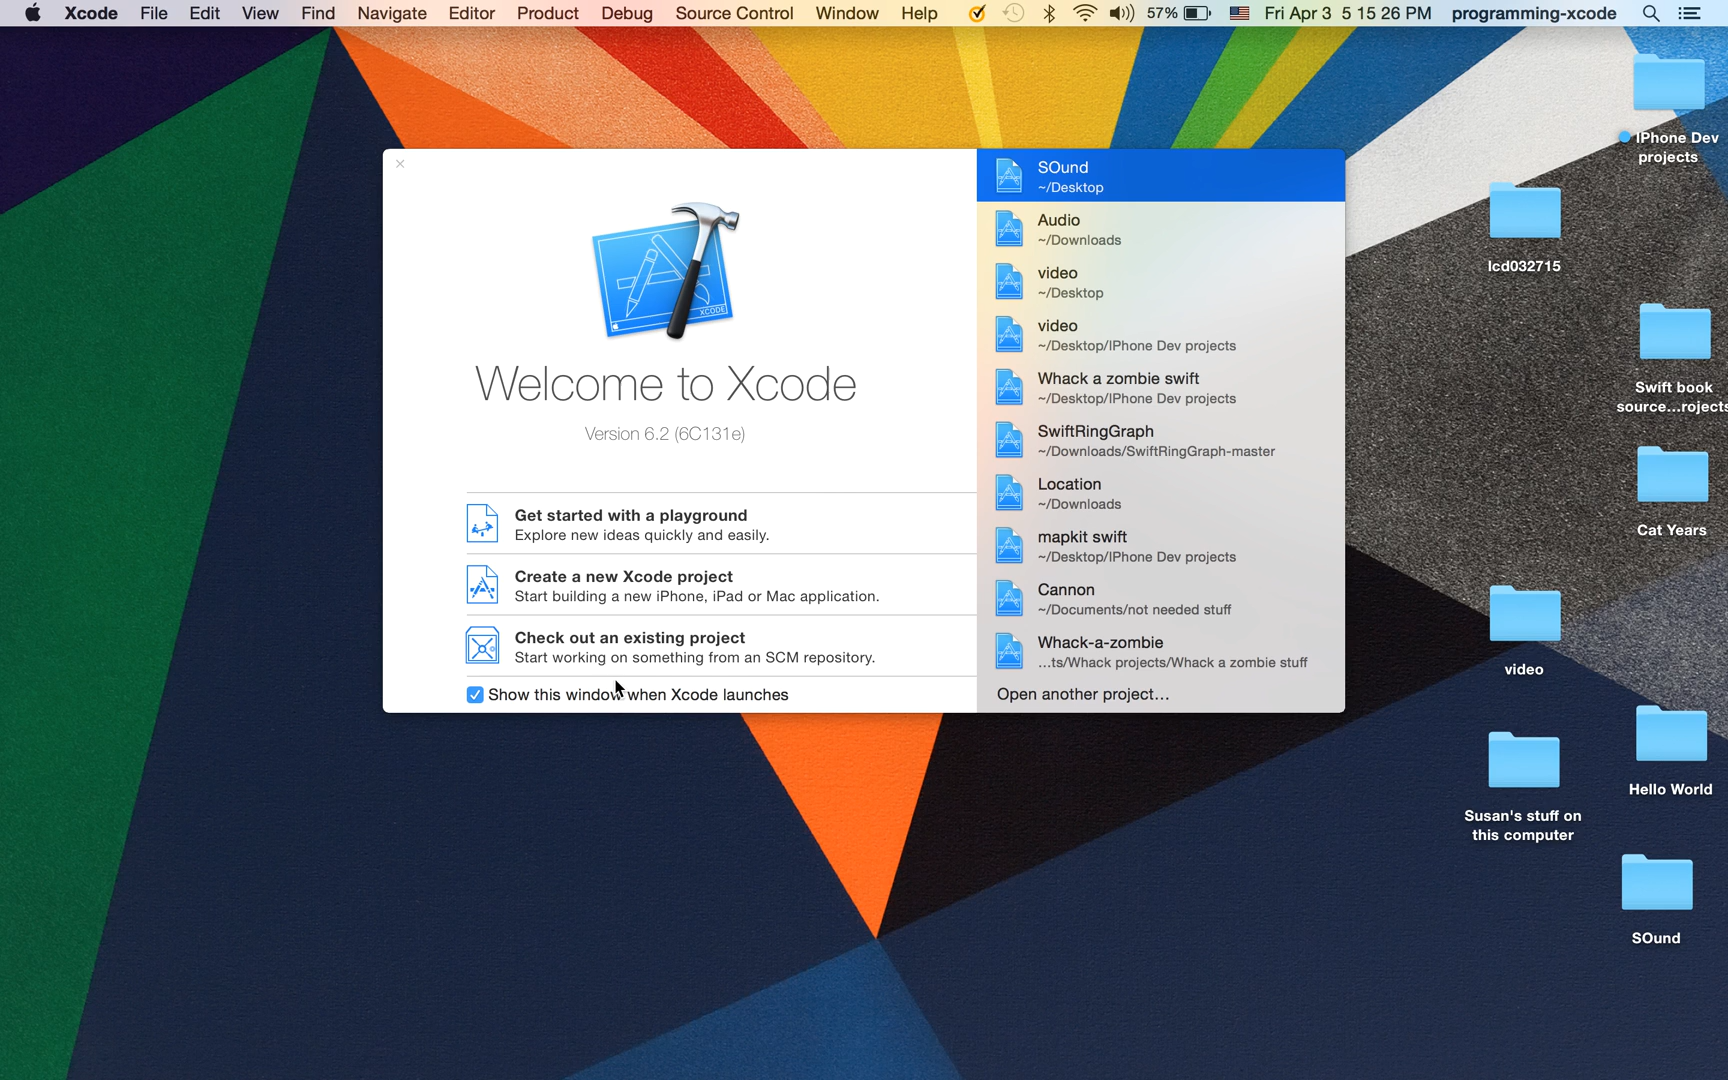 Xcode File Edit View Find Navigate Editor Product Debug Source Control Window Help 57% Fri Apr 3 5 15 26 PM programming-xcode
XCODE
Welcome to Xcode
Version 6.2 (6C131e)
Get started with a playground
Explore new ideas quickly and easily.
Create a new Xcode project
Start building a new iPhone, iPad or Mac application.
Check out an existing project
Start working on something from an SCM repository.
Show this window when Xcode launches
SOund
~/Desktop
Audio
~/Downloads
video
~/Desktop
video
~/Desktop/IPhone Dev projects
Whack a zombie swift
~/Desktop/IPhone Dev projects
SwiftRingGraph
~/Downloads/SwiftRingGraph-master
Location
~/Downloads
mapkit swift
~/Desktop/IPhone Dev projects
Cannon
~/Documents/not needed stuff
Whack-a-zombie
...ts/Whack projects/Whack a zombie stuff
Open another project...
IPhone Dev
projects
lcd032715
Swift book
source...rojects
Cat Years
video
Hello World
Susan's stuff on
this computer
SOund